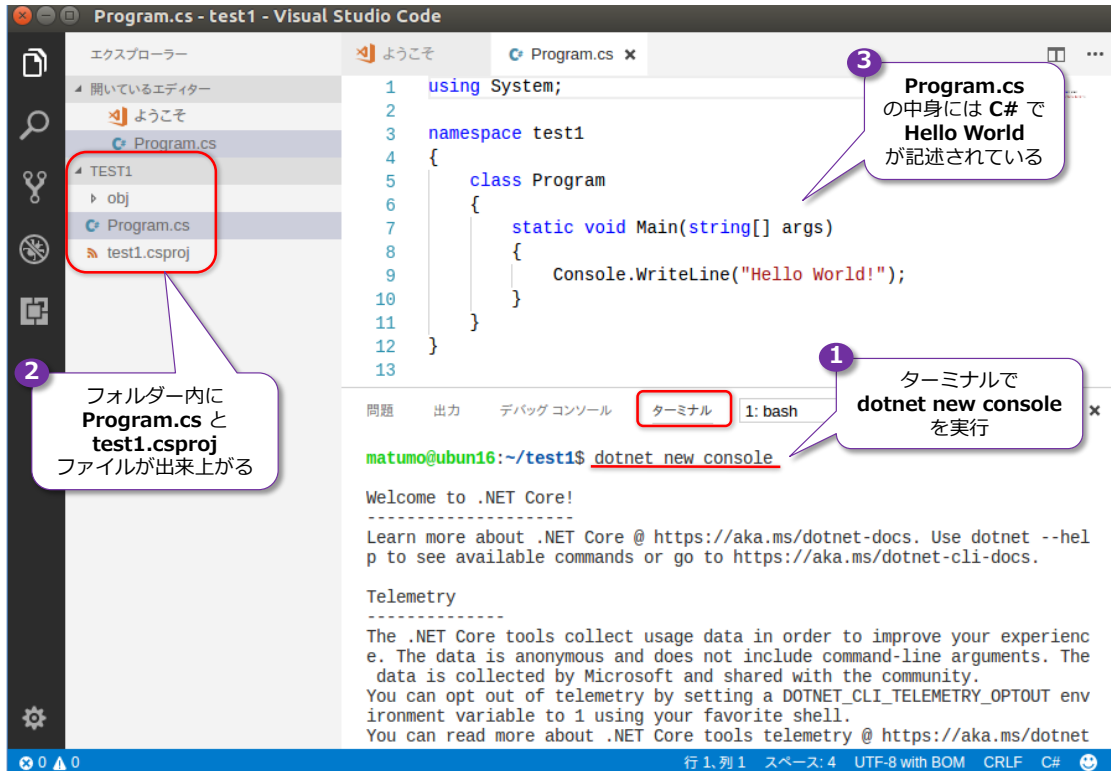 Program.cs - test1 - Visual Studio Code
エクスプローラー
開いているエディター
ようこそ
Program.cs
TEST1
obj
Program.cs
test1.csproj
2
フォルダー内に
Program.cs と
test1.csproj
ファイルが出来上がる
ようこそ
Program.cs
1 using System;
2
3 namespace test1
4 {
5 class Program
6 {
7 static void Main(string[] args)
8 {
9 Console.WriteLine("Hello World!");
10 }
11 }
12 }
13
3
Program.cs
の中身には C# で
Hello World
が記述されている
1
ターミナルで
dotnet new console
を実行
問題 出力 デバッグ コンソール ターミナル 1: bash
matumo@ubun16:~/test1$ dotnet new console
Welcome to .NET Core!
---------------------
Learn more about .NET Core @ https://aka.ms/dotnet-docs. Use dotnet --hel
p to see available commands or go to https://aka.ms/dotnet-cli-docs.
Telemetry
--------------
The .NET Core tools collect usage data in order to improve your experienc
e. The data is anonymous and does not include command-line arguments. The
data is collected by Microsoft and shared with the community.
You can opt out of telemetry by setting a DOTNET_CLI_TELEMETRY_OPTOUT env
ironment variable to 1 using your favorite shell.
You can read more about .NET Core tools telemetry @ https://aka.ms/dotnet
0 0 行 1、列 1 スペース: 4 UTF-8 with BOM CRLF C#